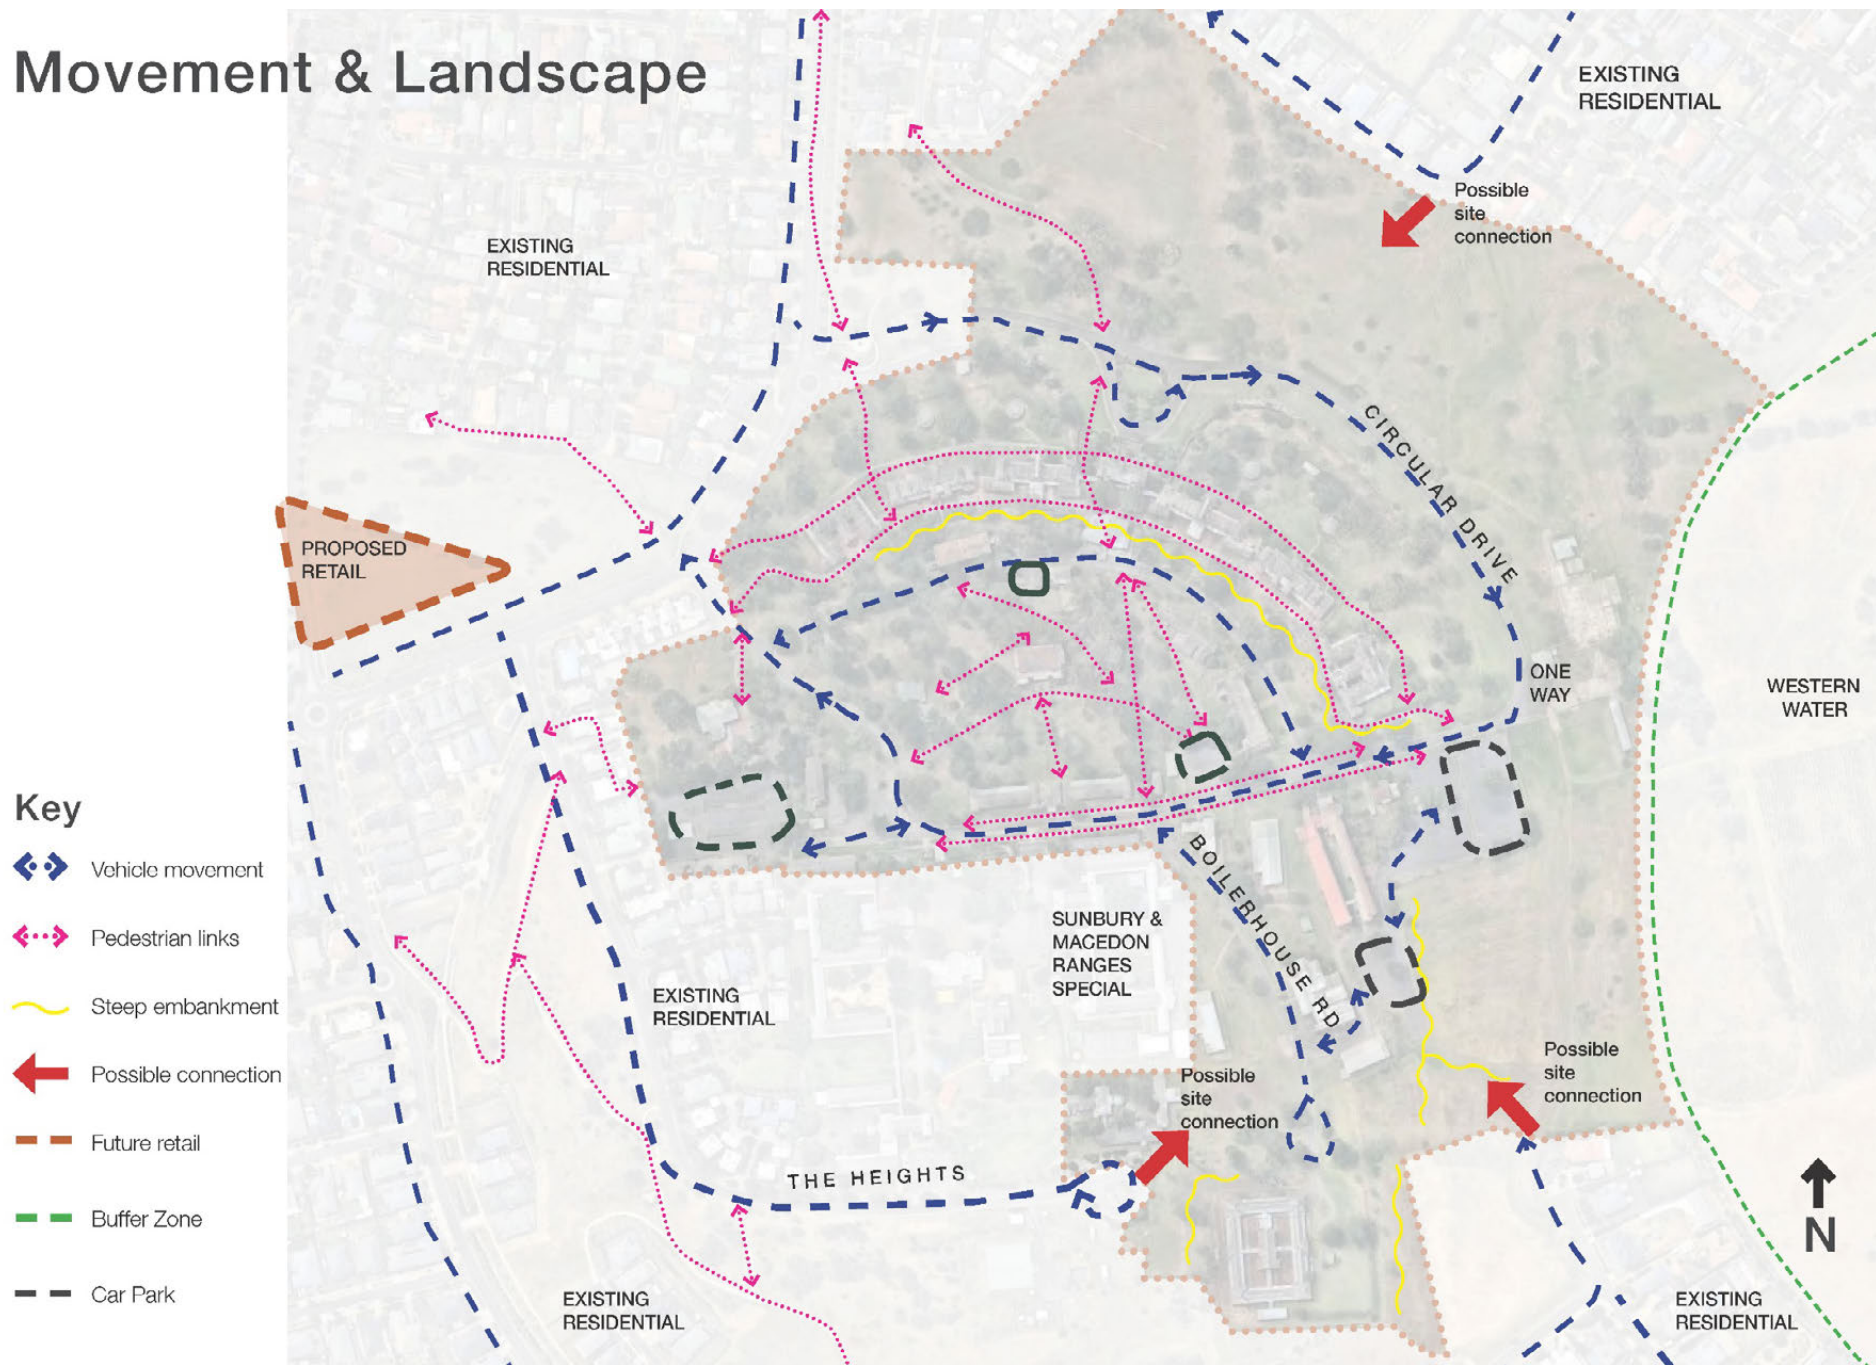 Movement & Landscape
EXISTING
RESIDENTIAL
Possible
site
connection
EXISTING
RESIDENTIAL
CIRCULAR DRIVE
PROPOSED
RETAIL
ONE
WAY
WESTERN
WATER
BOILERHOUSE RD
SUNBURY &
MACEDON
RANGES
SPECIAL
EXISTING
RESIDENTIAL
Possible
site
connection
Possible
site
connection
THE HEIGHTS
EXISTING
RESIDENTIAL
EXISTING
RESIDENTIAL
N
Key
Vehicle movement
Pedestrian links
Steep embankment
Possible connection
Future retail
Buffer Zone
Car Park